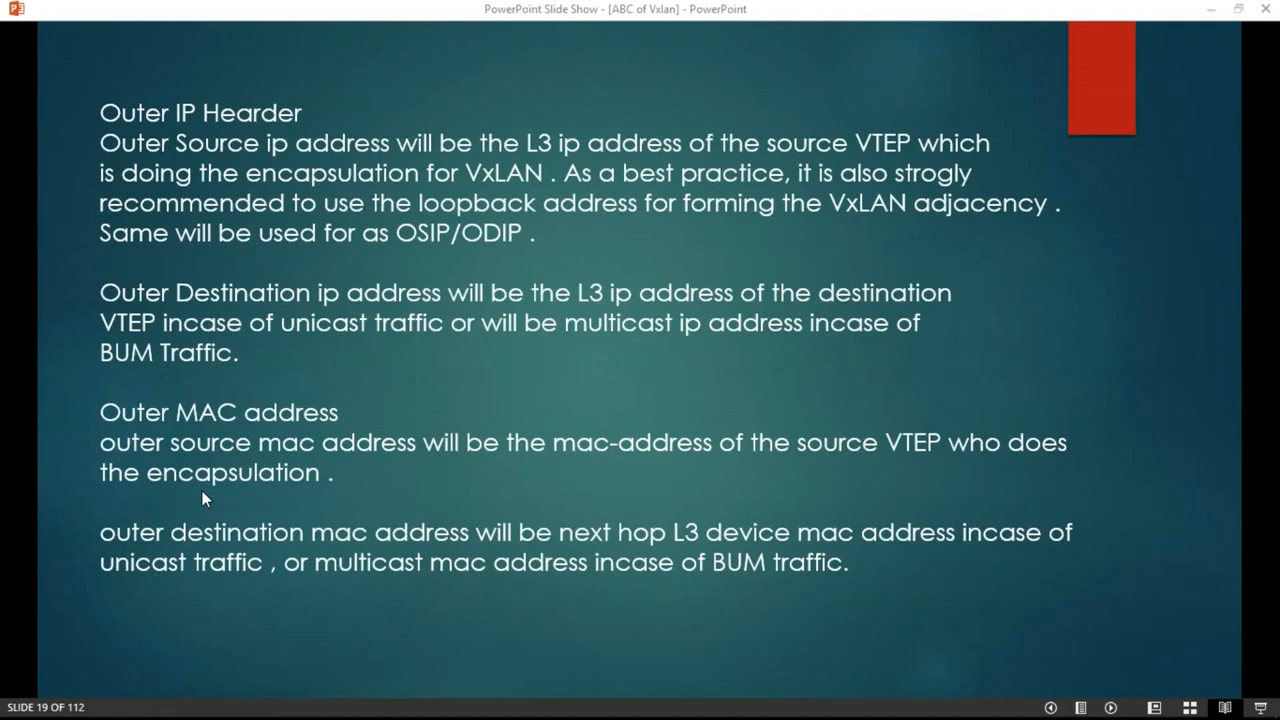 PowerPoint Slide Show - [ABC of Vxlan] - PowerPoint
Outer IP Hearder
Outer Source ip address will be the L3 ip address of the source VTEP which
is doing the encapsulation for VxLAN . As a best practice, it is also strogly
recommended to use the loopback address for forming the VxLAN adjacency .
Same will be used for as OSIP/ODIP .
Outer Destination ip address will be the L3 ip address of the destination
VTEP incase of unicast traffic or will be multicast ip address incase of
BUM Traffic.
Outer MAC address
outer source mac address will be the mac-address of the source VTEP who does
the encapsulation .
outer destination mac address will be next hop L3 device mac address incase of
unicast traffic , or multicast mac address incase of BUM traffic.
SLIDE 19 OF 112